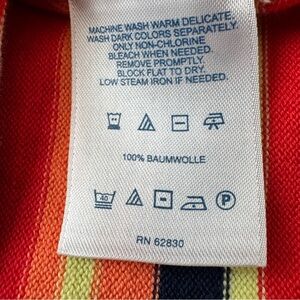 MACHINE WASH WARM DELICATE.
WASH DARK COLORS SEPARATELY.
ONLY NON-CHLORINE
BLEACH WHEN NEEDED.
REMOVE PROMPTLY.
BLOCK FLAT TO DRY.
LOW STEAM IRON IF NEEDED.
100% BAUMWOLLE
40 P
RN 62830